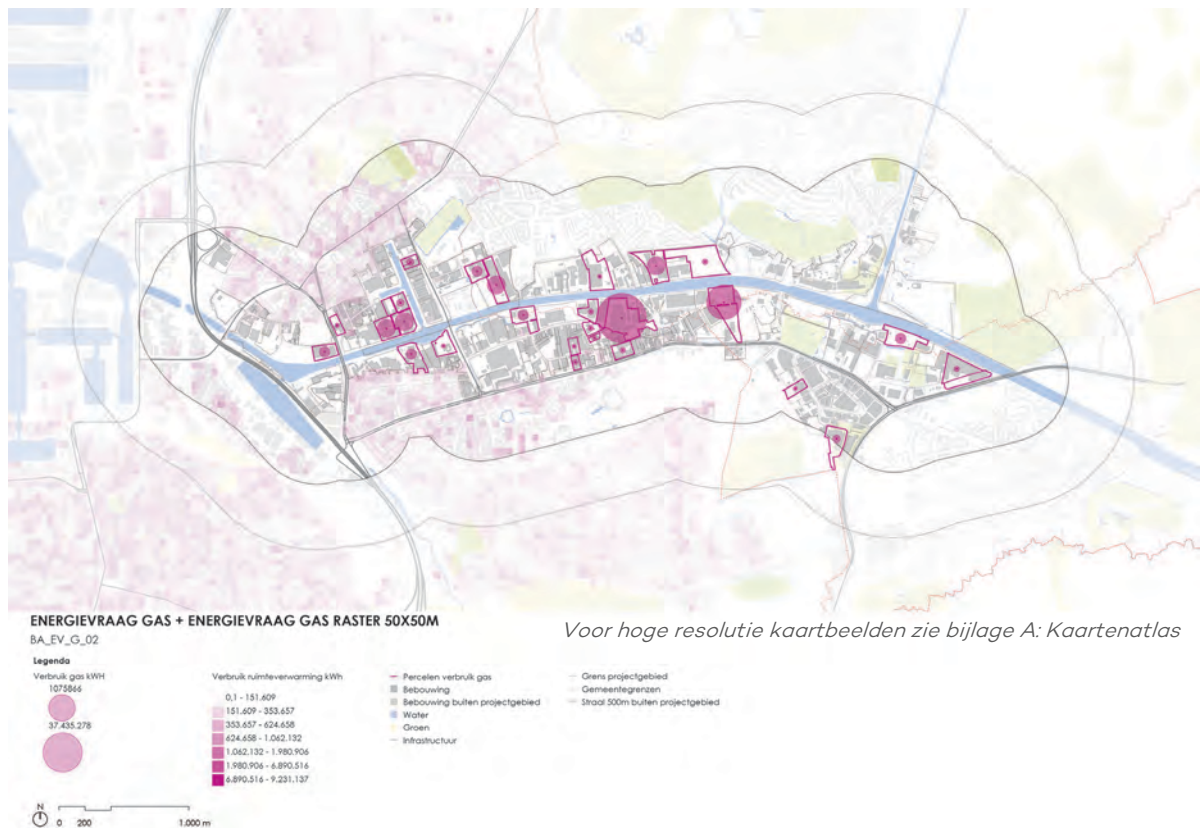 ENERGIEVRAAG GAS + ENERGIEVRAAG GAS RASTER 50X50M
BA_EV_G_02
Voor hoge resolutie kaartbeelden zie bijlage A: Kaartenatlas
Legenda
Verbruik gas kWH
1075866
37.435.278
Verbruik ruimteverwarming kWh
0,1 - 151.609
151.609 - 353.657
353.657 - 624.658
624.658 - 1.062.132
1.062.132 - 1.980.906
1.980.906 - 6.890.516
6.890.516 - 9.231.137
Percelen verbruik gas
Bebouwing
Bebouwing buiten projectgebied
Water
Groen
Infrastructuur
Grens projectgebied
Gemeentegrenzen
Straal 500m buiten projectgebied
N
0 200 1.000 m